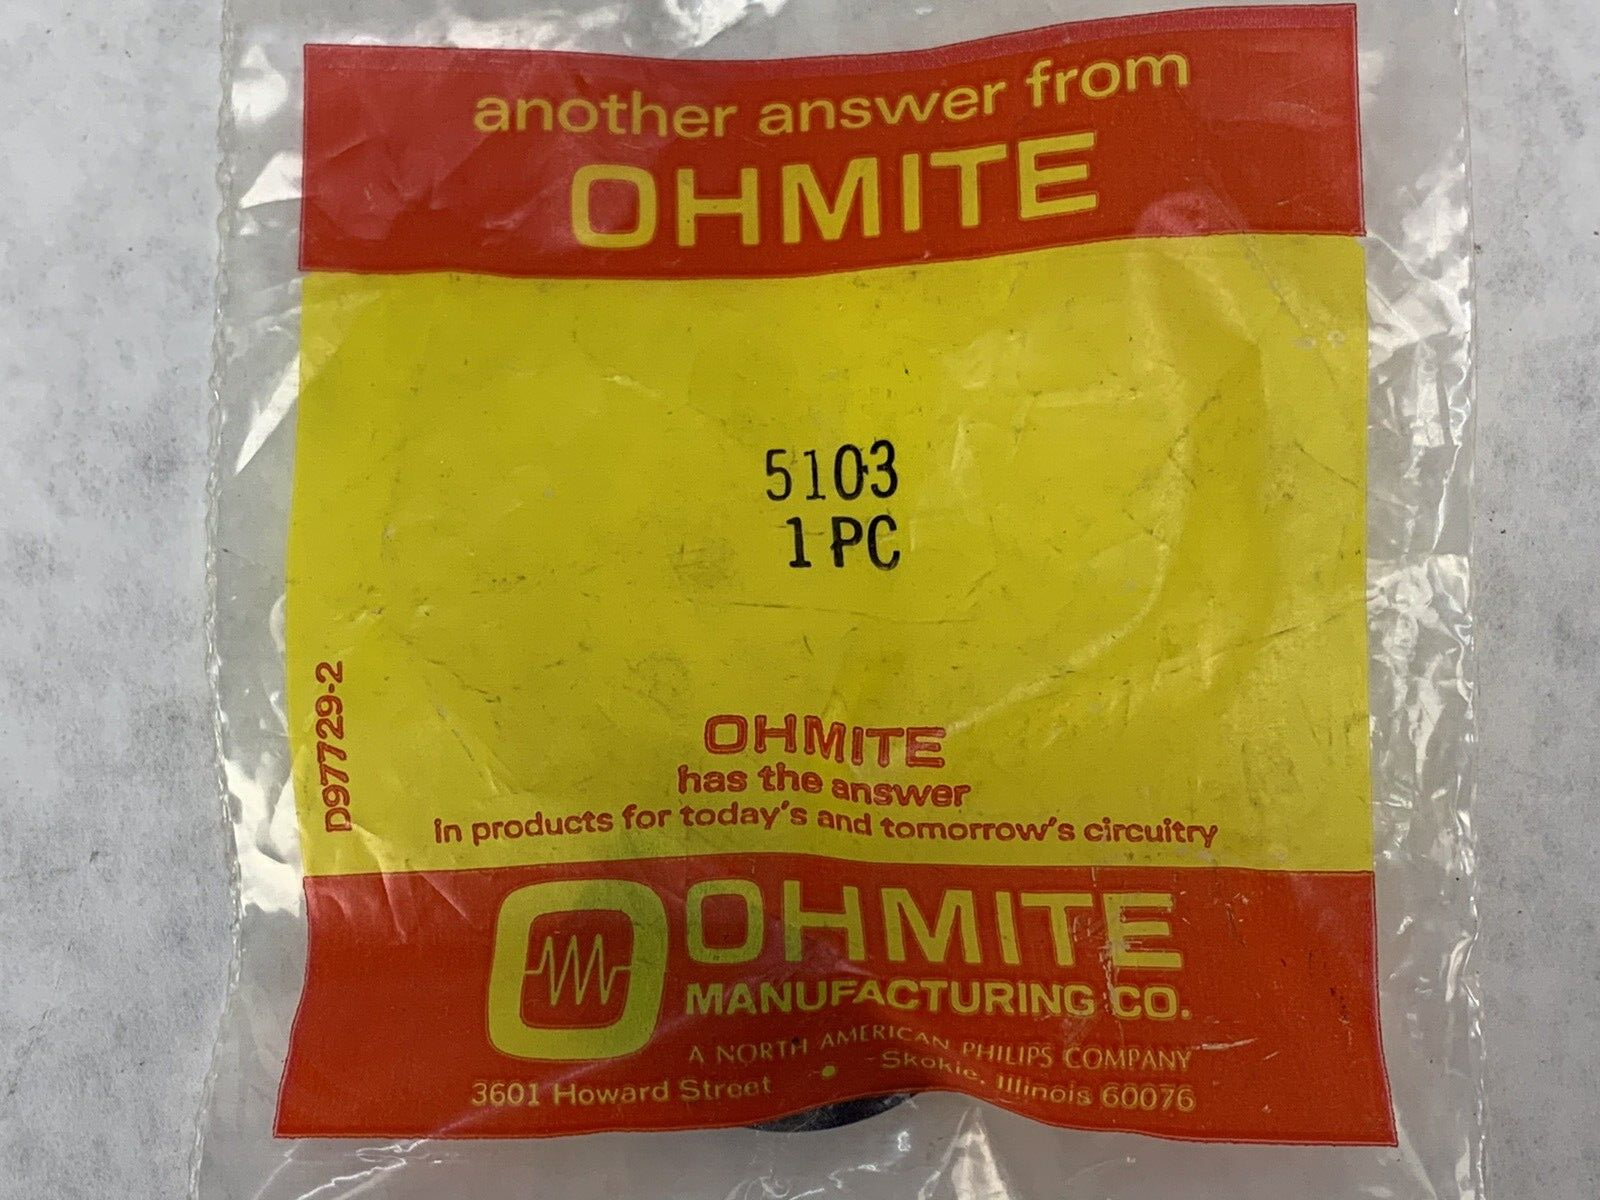 another answer from
OHMITE
5103
1 PC
D97729-2
OHMITE
has the answer
in products for today's and tomorrow's circuitry
OHMITE
MANUFACTURING CO.
A NORTH AMERICAN PHILIPS COMPANY
3601 Howard Street • Skokie, Illinois 60076